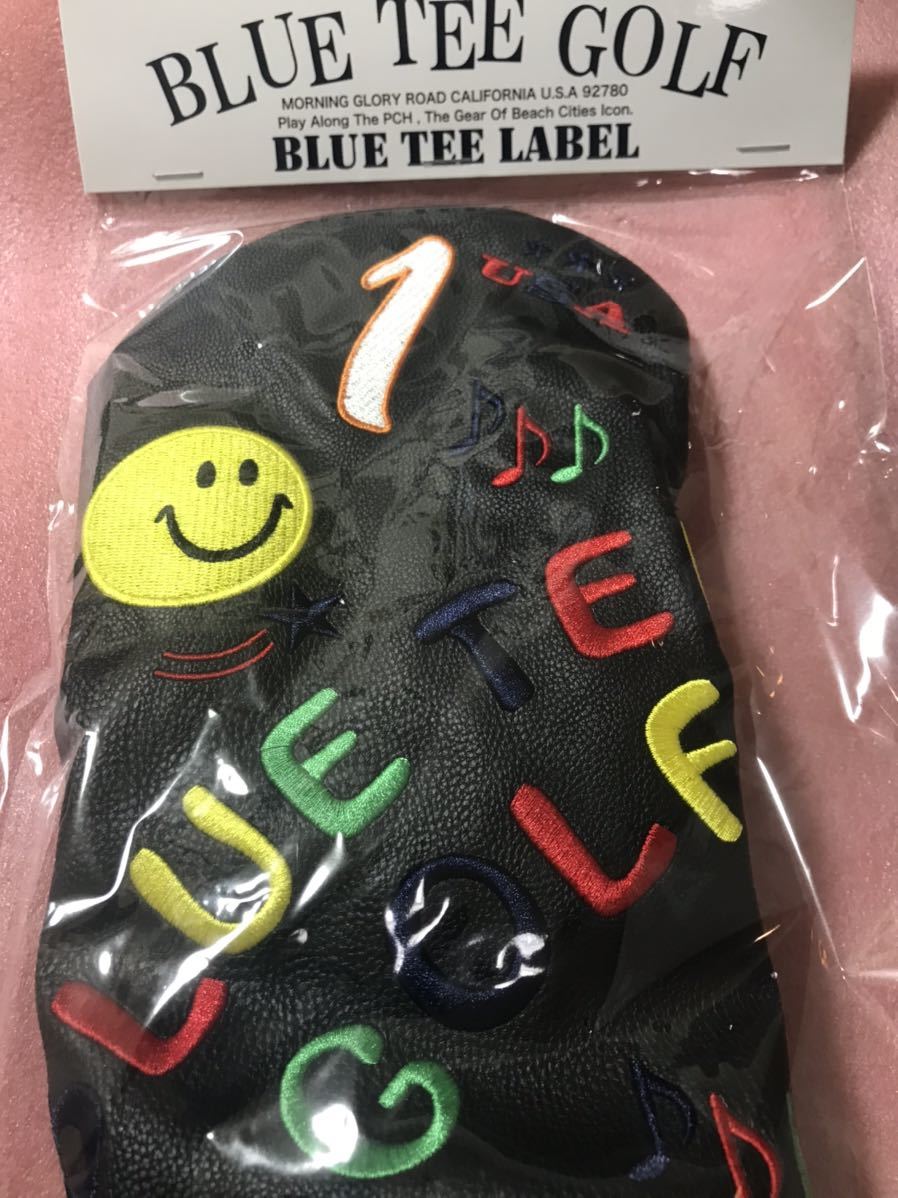 BLUE TEE GOLF
MORNING GLORY ROAD CALIFORNIA U.S.A 92780
Play Along The PCH , The Gear Of Beach Cities Icon.
BLUE TEE LABEL
1
USA
LUE TE
GOLF